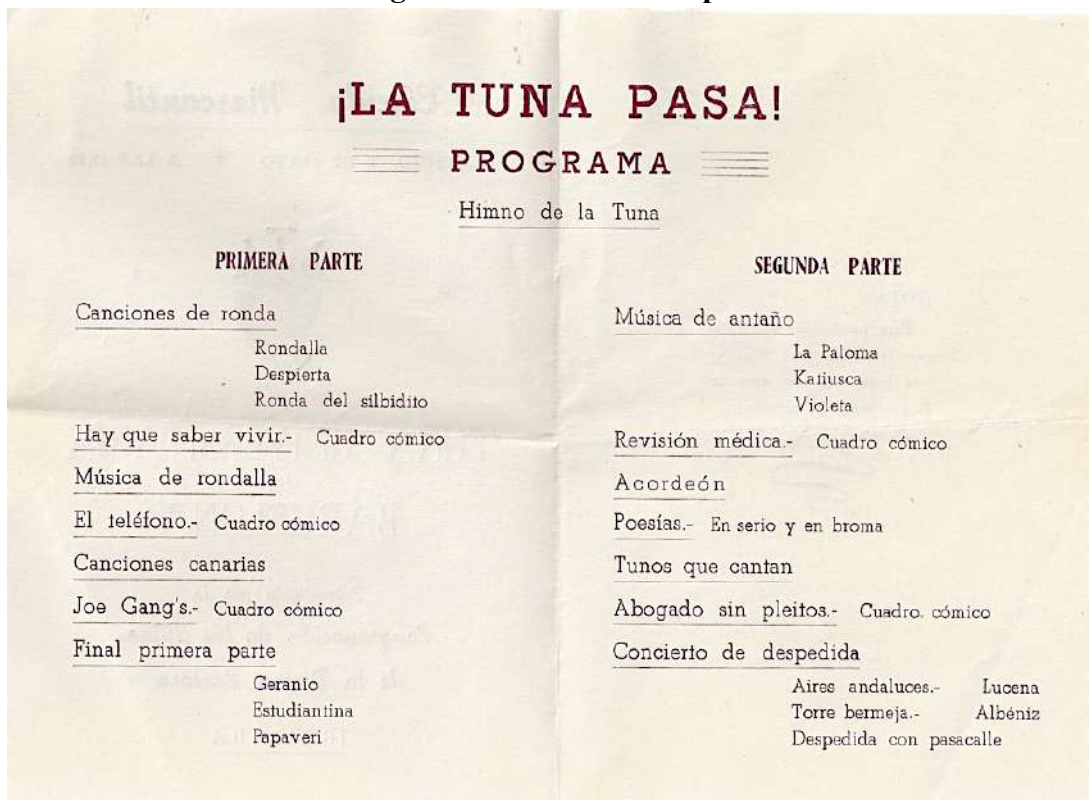 ¡LA TUNA PASA!
PROGRAMA
Himno de la Tuna
PRIMERA PARTE
Canciones de ronda
Rondalla
Despierta
Ronda del silbidito
Hay que saber vivir.- Cuadro cómico
Música de rondalla
El teléfono.- Cuadro cómico
Canciones canarias
Joe Gang's.- Cuadro cómico
Final primera parte
Geranio
Estudiantina
Papaveri
SEGUNDA PARTE
Música de antaño
La Paloma
Katiusca
Violeta
Revisión médica.- Cuadro cómico
Acordeón
Poesías.- En serio y en broma
Tunos que cantan
Abogado sin pleitos.- Cuadro. cómico
Concierto de despedida
Aires andaluces.- Lucena
Torre bermeja.- Albéniz
Despedida con pasacalle